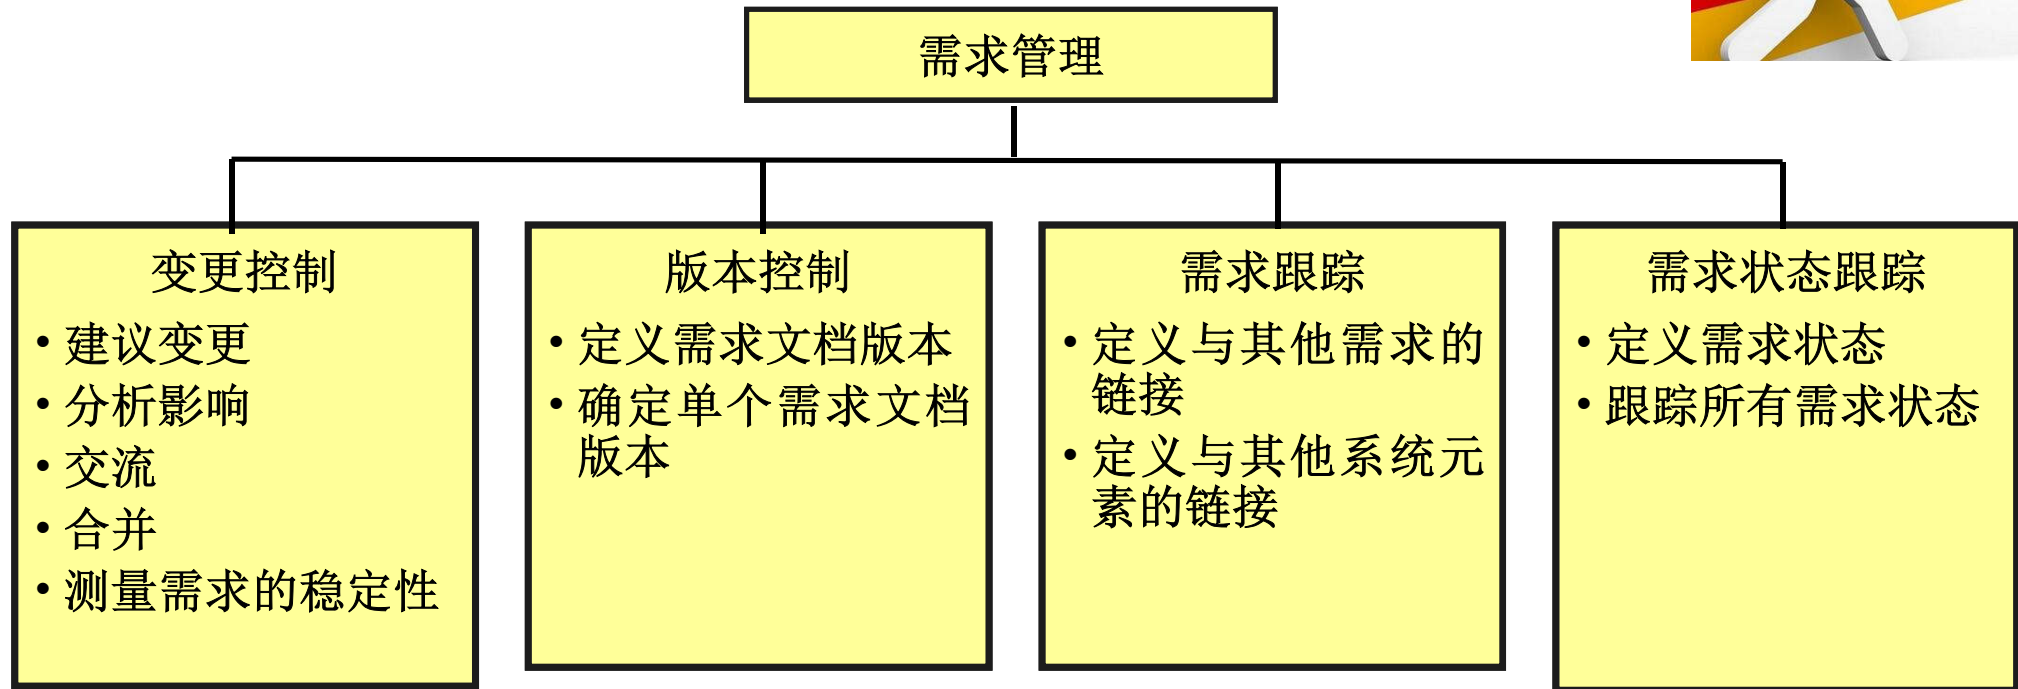 需求管理
变更控制
• 建议变更
• 分析影响
• 交流
• 合并
• 测量需求的稳定性
版本控制
• 定义需求文档版本
• 确定单个需求文档
版本
需求跟踪
• 定义与其他需求的
链接
• 定义与其他系统元
素的链接
需求状态跟踪
• 定义需求状态
• 跟踪所有需求状态